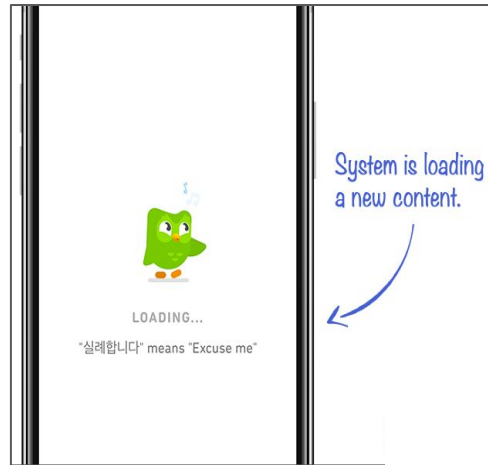 System is loading
a new content.
LOADING...
"실례합니다" means "Excuse me"